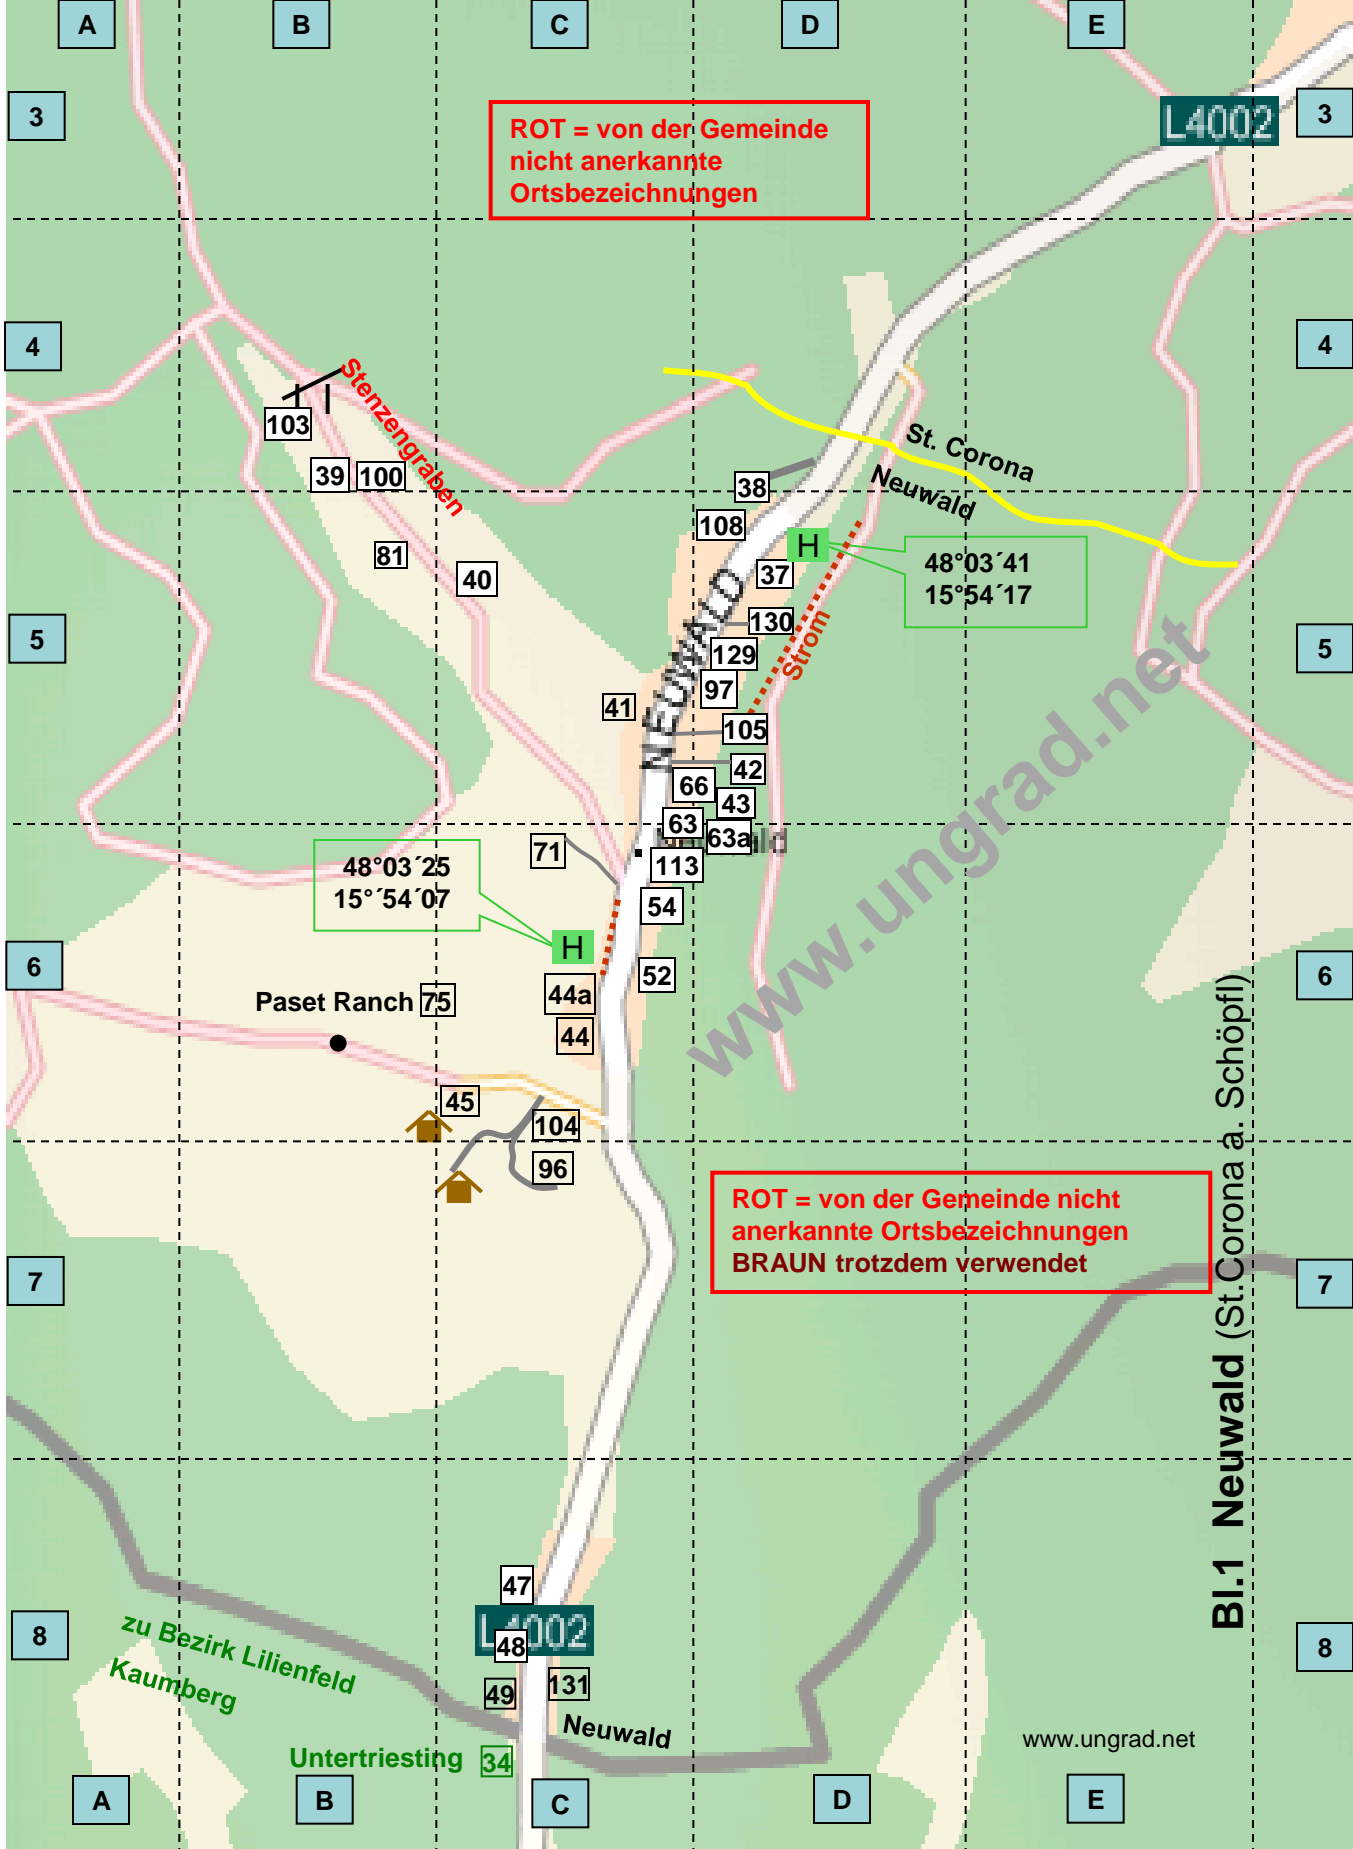 A
B
C
D
E
3
3
ROT = von der Gemeinde
nicht anerkannte
Ortsbezeichnungen
L4002
4
4
Stenzengraben
103
39
100
St. Corona
Neuwald
38
108
H
48°03´41
15°54´17
81
40
37
NEUWALD
130
5
5
129
Strom
97
41
105
42
66
43
63
63a
71
113
48°03´25
15°´54´07
54
H
6
6
52
Paset Ranch 75
44a
44
45
104
96
www.ungrad.net
ROT = von der Gemeinde nicht
anerkannte Ortsbezeichnungen
BRAUN trotzdem verwendet
7
7
Bl.1 Neuwald (St.Corona a. Schöpfl)
47
L4002
48
8
8
zu Bezirk Lilienfeld
Kaumberg
49
131
Neuwald
Untertriesting 34
www.ungrad.net
A
B
C
D
E